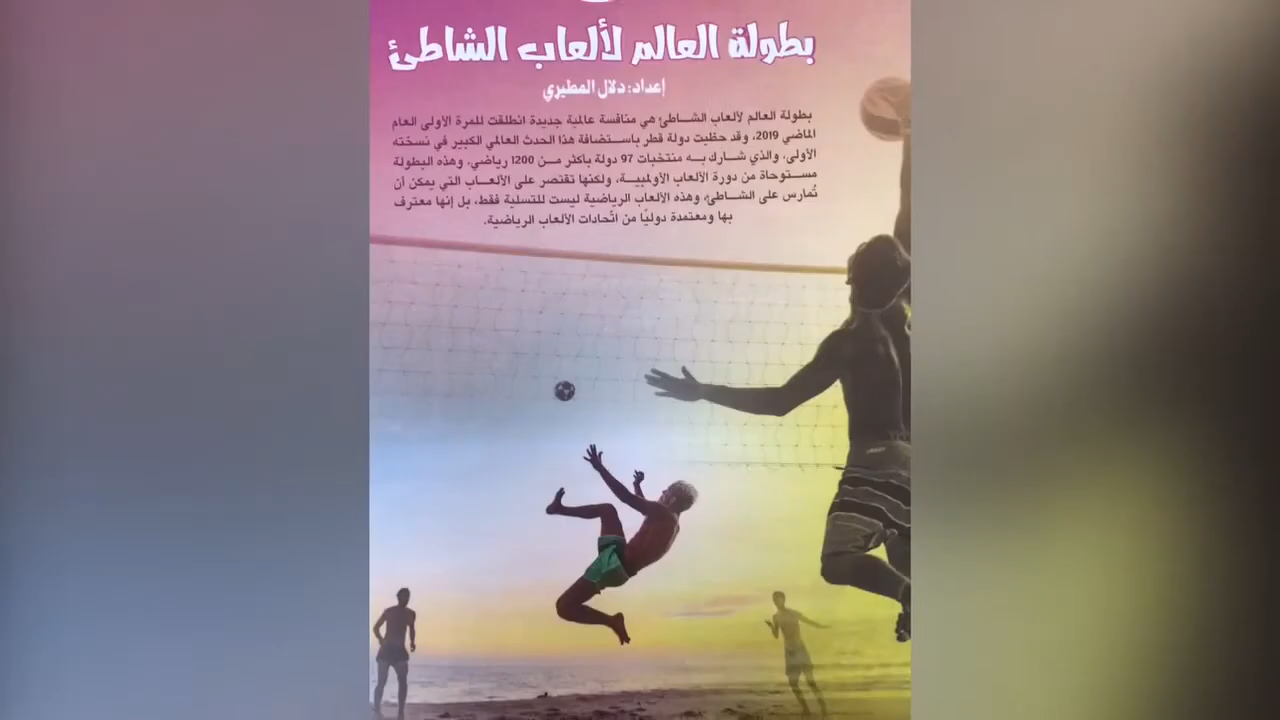 بطولة العالم لألعاب الشاطئ
إعداد: دلال المطيري
بطولة العالم لألعاب الشاطئ هي منافسة عالمية جديدة انطلقت للمرة الأولى العام
الماضي 2019، وقد حظيت دولة قطر باستضافة هذا الحدث العالمي الكبير في نسخته
الأولى، والذي شارك به منتخبات 97 دولة بأكثر من 1200 رياضي، وهذه البطولة
مستوحاة من دورة الألعاب الأولمبية، ولكنها تقتصر على الألعاب التي يمكن أن
تُمارس على الشاطئ، وهذه الألعاب الرياضية ليست للتسلية فقط، بل إنها معترف
بها ومعتمدة دوليًا من اتّحادات الألعاب الرياضية.